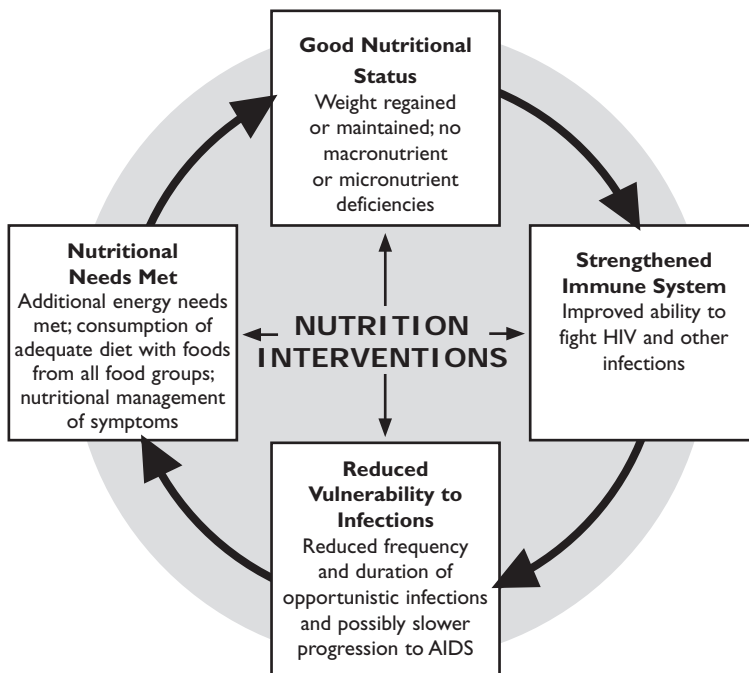 Good Nutritional
Status
Weight regained
or maintained; no
macronutrient
or micronutrient
deficiencies
Nutritional
Needs Met
Additional energy needs
met; consumption of
adequate diet with foods
from all food groups;
nutritional management
of symptoms
NUTRITION
INTERVENTIONS
Strengthened
Immune System
Improved ability to
fight HIV and other
infections
Reduced
Vulnerability to
Infections
Reduced frequency
and duration of
opportunistic infections
and possibly slower
progression to AIDS